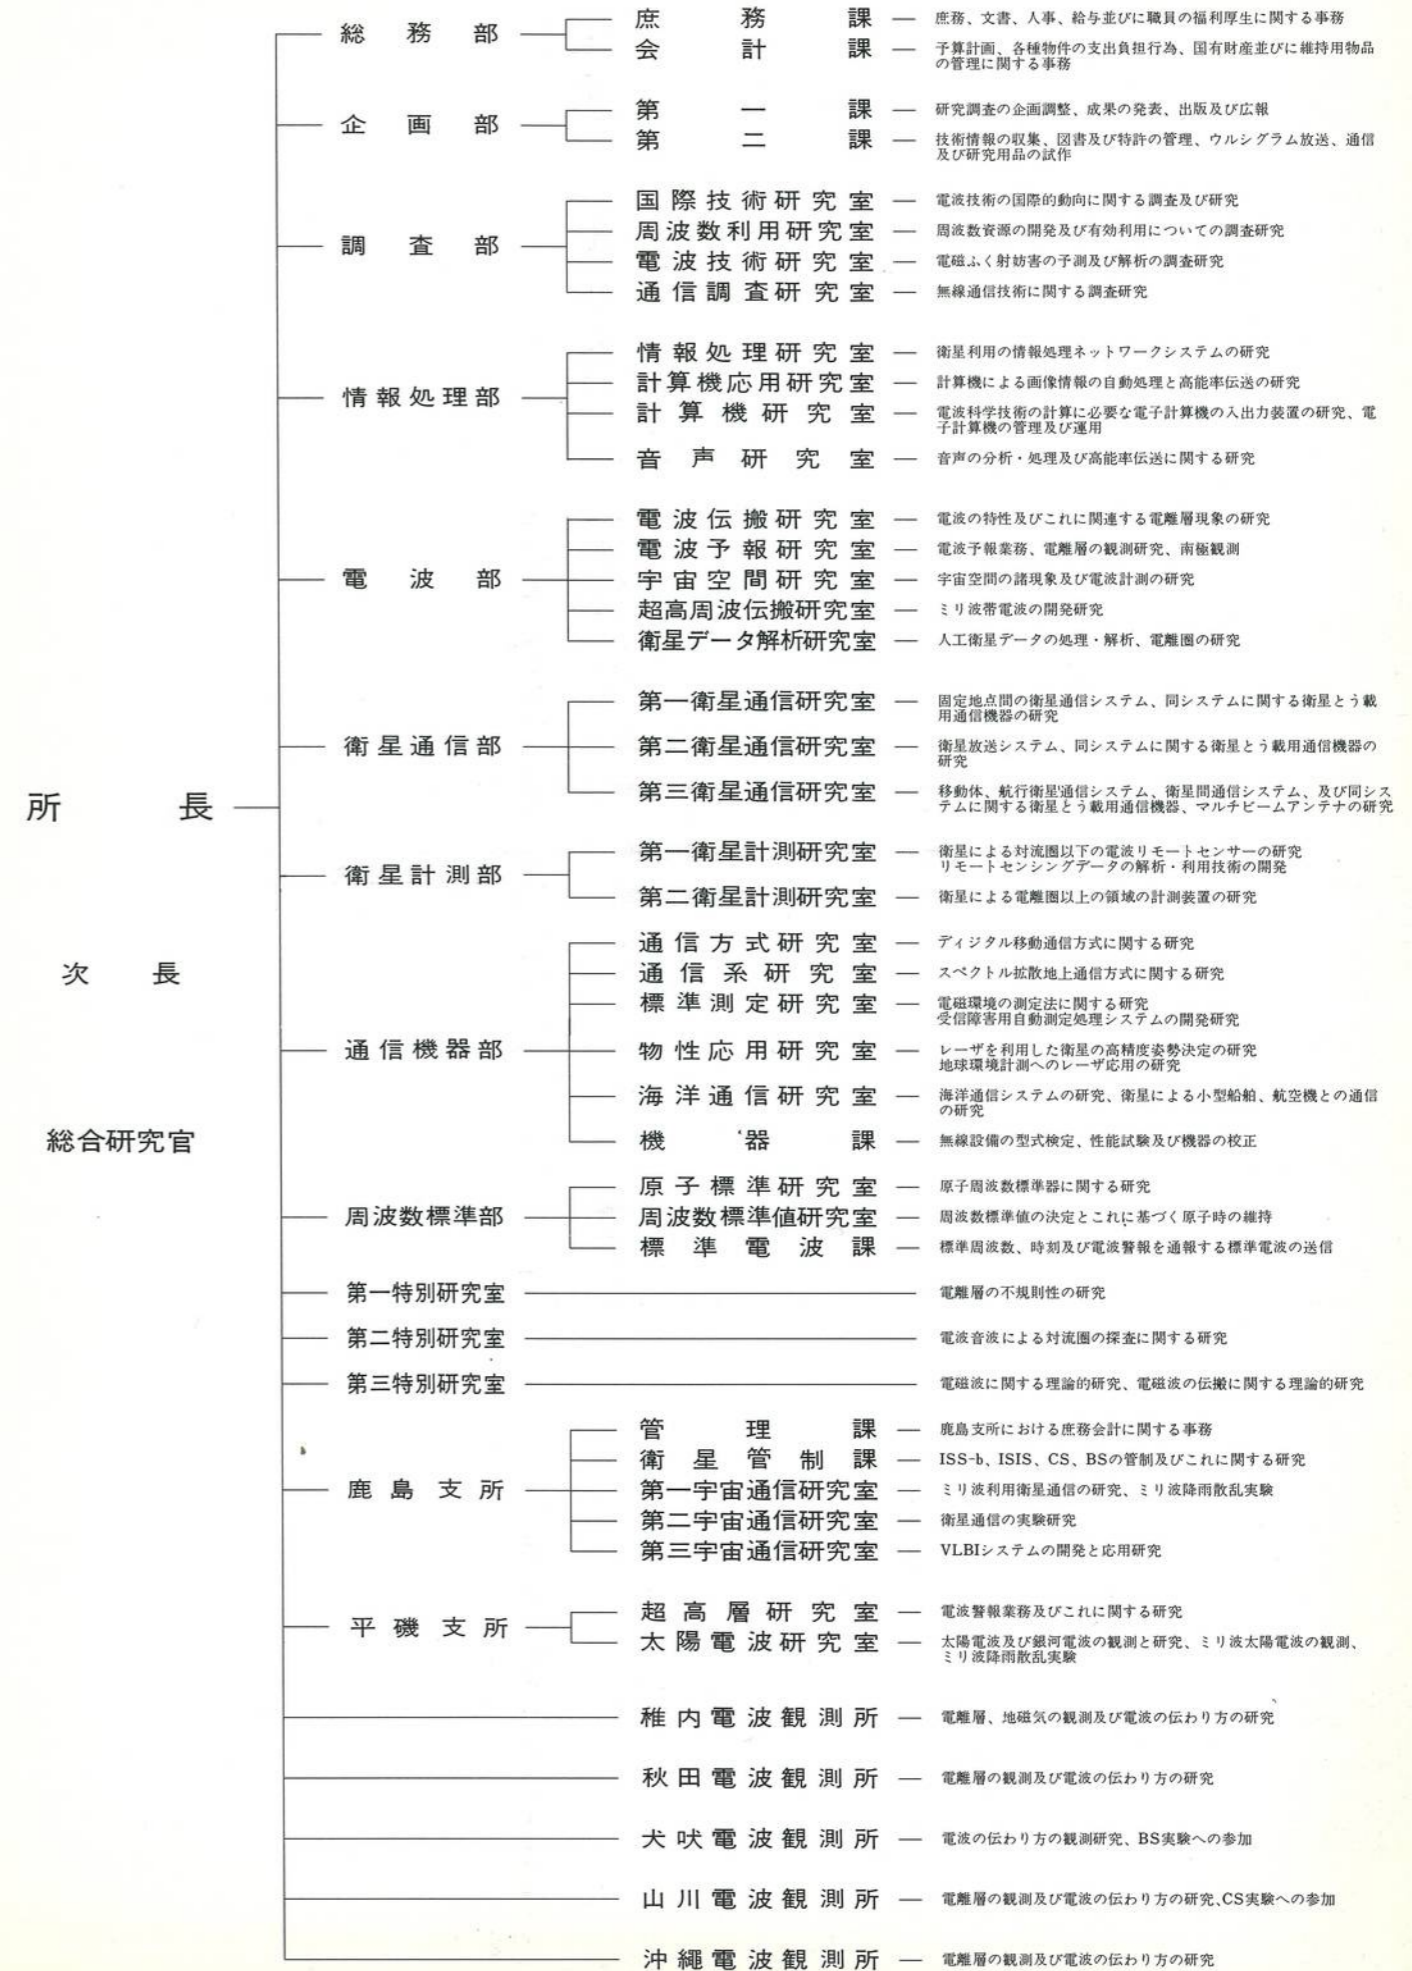 所長
次長
総合研究官
総務部
庶務課
庶務、文書、人事、給与並びに職員の福利厚生に関する事務
会計課
予算計画、各種物件の支出負担行為、国有財産並びに維持用物品
の管理に関する事務
企画部
第一課
研究調査の企画調整、成果の発表、出版及び広報
第二課
技術情報の収集、図書及び特許の管理、ウルシグラム放送、通信
及び研究用品の試作
調査部
国際技術研究室
電波技術の国際的動向に関する調査及び研究
周波数利用研究室
周波数資源の開発及び有効利用についての調査研究
電波技術研究室
電磁ふく射妨害の予測及び解析の調査研究
通信調査研究室
無線通信技術に関する調査研究
情報処理部
情報処理研究室
衛星利用の情報処理ネットワークシステムの研究
計算機応用研究室
計算機による画像情報の自動処理と高能率伝送の研究
計算機研究室
電波科学技術の計算に必要な電子計算機の入出力装置の研究、電
子計算機の管理及び運用
音声研究室
音声の分析・処理及び高能率伝送に関する研究
電波部
電波伝搬研究室
電波の特性及びこれに関連する電離層現象の研究
電波予報研究室
電波予報業務、電離層の観測研究、南極観測
宇宙空間研究室
宇宙空間の諸現象及び電波計測の研究
超高周波伝搬研究室
ミリ波帯電波の開発研究
衛星データ解析研究室
人工衛星データの処理・解析、電離圏の研究
衛星通信部
第一衛星通信研究室
固定地点間の衛星通信システム、同システムに関する衛星とう載
用通信機器の研究
第二衛星通信研究室
衛星放送システム、同システムに関する衛星とう載用通信機器の
研究
第三衛星通信研究室
移動体、航行衛星通信システム、衛星間通信システム、及び同シス
テムに関する衛星とう載用通信機器、マルチビームアンテナの研究
衛星計測部
第一衛星計測研究室
衛星による対流圏以下の電波リモートセンサーの研究
リモートセンシングデータの解析・利用技術の開発
第二衛星計測研究室
衛星による電離圏以上の領域の計測装置の研究
通信機器部
通信方式研究室
ディジタル移動通信方式に関する研究
通信系研究室
スペクトル拡散地上通信方式に関する研究
標準測定研究室
電磁環境の測定法に関する研究
受信障害用自動測定処理システムの開発研究
物性応用研究室
レーザを利用した衛星の高精度姿勢決定の研究
地球環境計測へのレーザ応用の研究
海洋通信研究室
海洋通信システムの研究、衛星による小型船舶、航空機との通信
の研究
機器課
無線設備の型式検定、性能試験及び機器の校正
周波数標準部
原子標準研究室
原子周波数標準器に関する研究
周波数標準値研究室
周波数標準値の決定とこれに基づく原子時の維持
標準電波課
標準周波数、時刻及び電波警報を通報する標準電波の送信
第一特別研究室
電離層の不規則性の研究
第二特別研究室
電波音波による対流圏の探査に関する研究
第三特別研究室
電磁波に関する理論的研究、電磁波の伝搬に関する理論的研究
鹿島支所
管理課
鹿島支所における庶務会計に関する事務
衛星管制課
ISS-b、ISIS、CS、BSの管制及びこれに関する研究
第一宇宙通信研究室
ミリ波利用衛星通信の研究、ミリ波降雨散乱実験
第二宇宙通信研究室
衛星通信の実験研究
第三宇宙通信研究室
VLBIシステムの開発と応用研究
平磯支所
超高層研究室
電波警報業務及びこれに関する研究
太陽電波研究室
太陽電波及び銀河電波の観測と研究、ミリ波太陽電波の観測、
ミリ波降雨散乱実験
稚内電波観測所
電離層、地磁気の観測及び電波の伝わり方の研究
秋田電波観測所
電離層の観測及び電波の伝わり方の研究
犬吠電波観測所
電波の伝わり方の観測研究、BS実験への参加
山川電波観測所
電離層の観測及び電波の伝わり方の研究、CS実験への参加
沖縄電波観測所
電離層の観測及び電波の伝わり方の研究